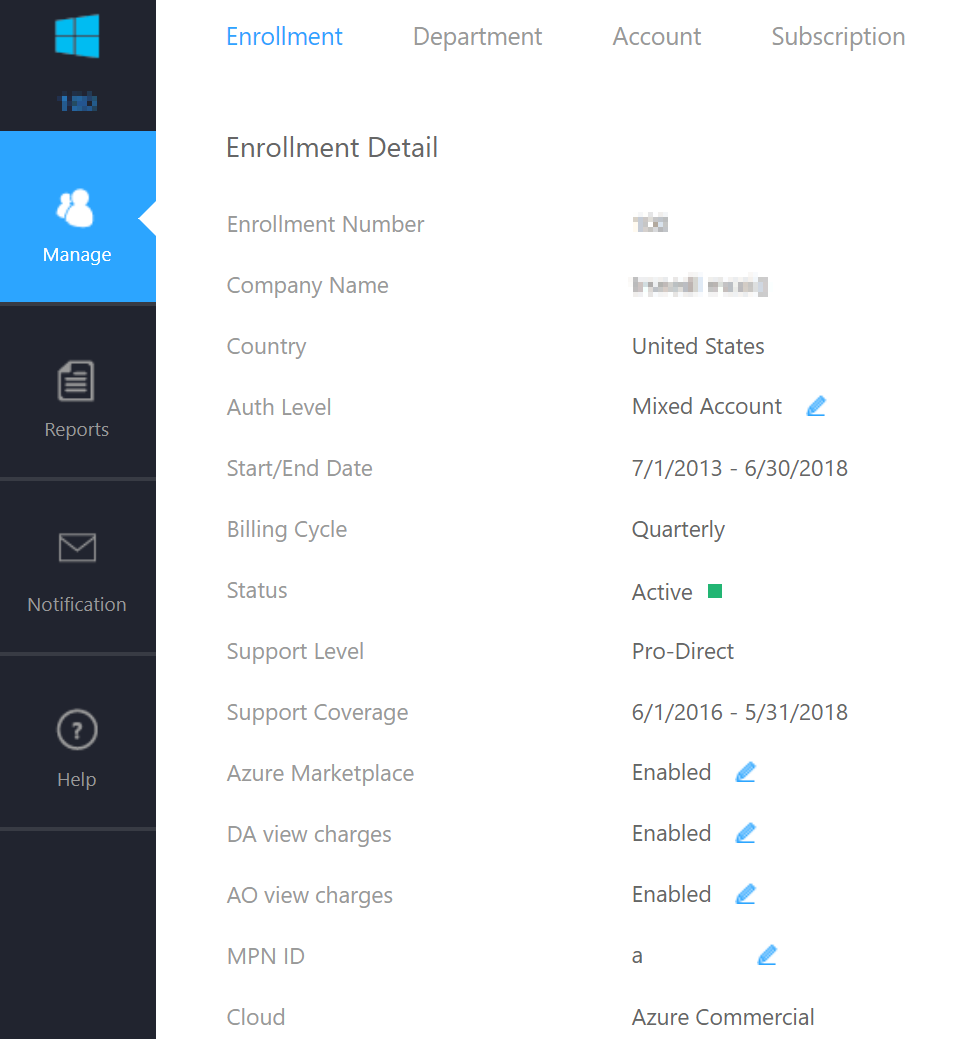 Enrollment Department Account Subscription
Enrollment Detail
Enrollment Number
Company Name
Country United States
Auth Level Mixed Account
Start/End Date 7/1/2013 - 6/30/2018
Billing Cycle Quarterly
Status Active
Support Level Pro-Direct
Support Coverage 6/1/2016 - 5/31/2018
Azure Marketplace Enabled
DA view charges Enabled
AO view charges Enabled
MPN ID a
Cloud Azure Commercial
Manage
Reports
Notification
Help